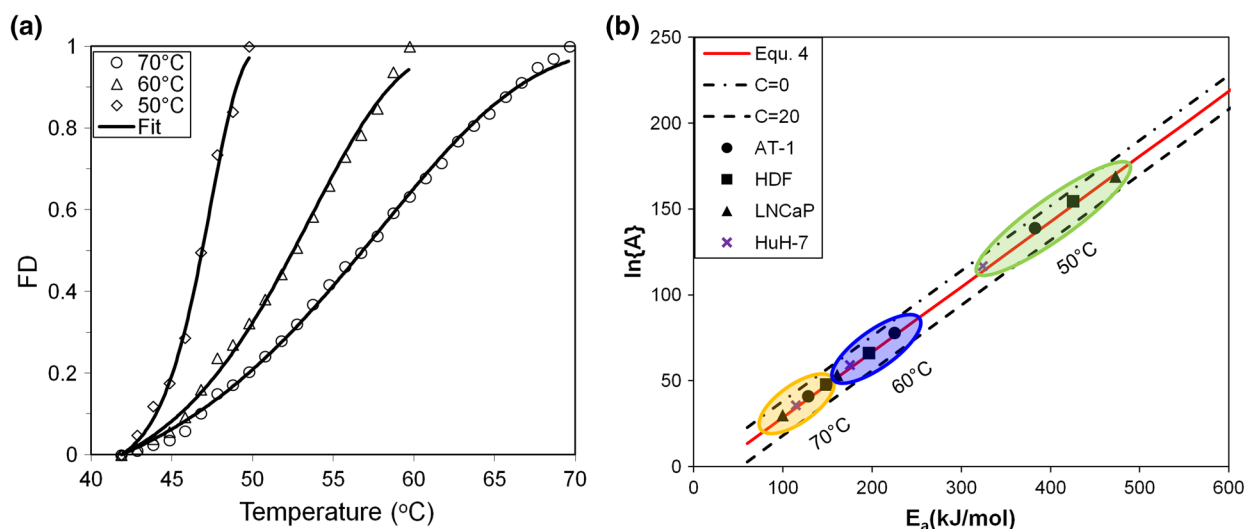 (a)
1
0.8
0.6
0.4
0.2
0
FD
70°C
60°C
50°C
Fit
40 45 50 55 60 65 70
Temperature (°C)
(b)
250
200
150
100
50
0
ln{A}
Equ. 4
C=0
C=20
AT-1
HDF
LNCaP
HuH-7
50°C
60°C
70°C
0 100 200 300 400 500 600
Ea(kJ/mol)